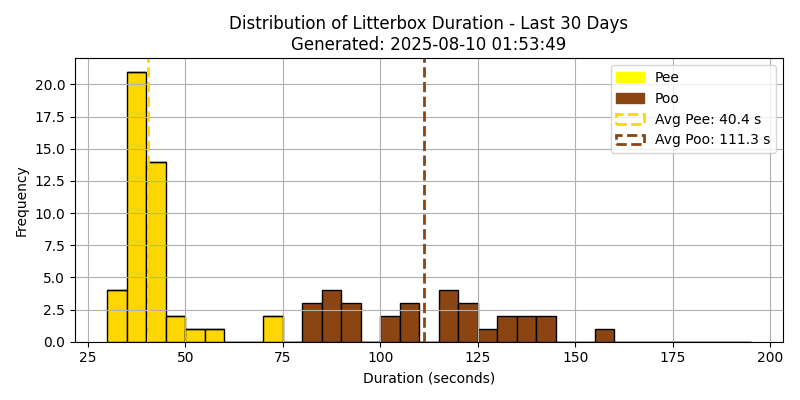 Distribution of Litterbox Duration - Last 30 Days
Generated: 2025-08-10 01:53:49
Pee
Poo
Avg Pee: 40.4 s
Avg Poo: 111.3 s
Frequency
20.0
17.5
15.0
12.5
10.0
7.5
5.0
2.5
0.0
25 50 75 100 125 150 175 200
Duration (seconds)